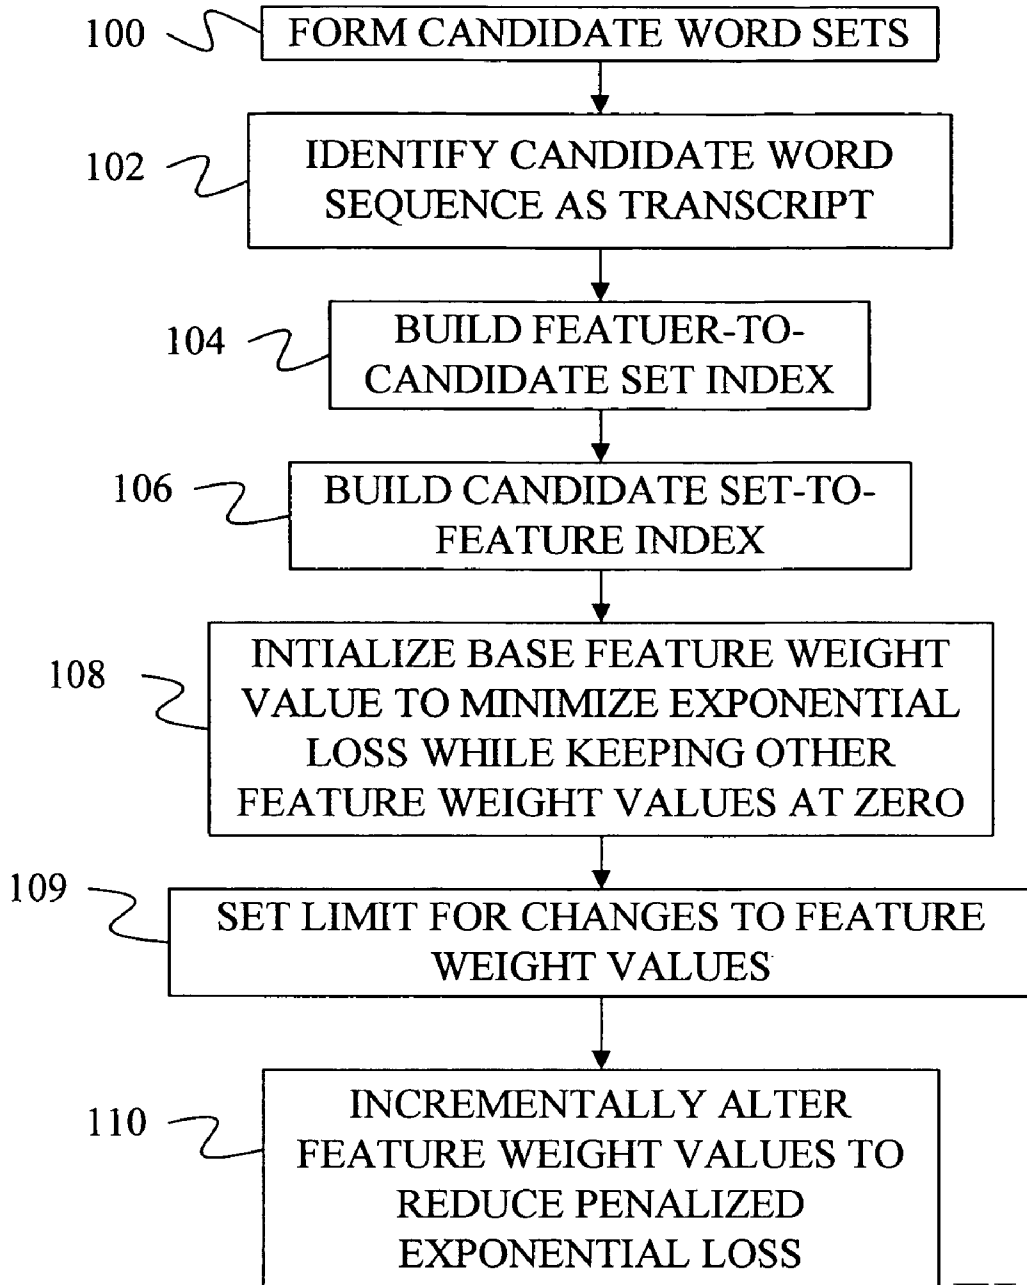 100
FORM CANDIDATE WORD SETS
102
IDENTIFY CANDIDATE WORD
SEQUENCE AS TRANSCRIPT
104
BUILD FEATUER-TO-
CANDIDATE SET INDEX
106
BUILD CANDIDATE SET-TO-
FEATURE INDEX
108
INTIALIZE BASE FEATURE WEIGHT
VALUE TO MINIMIZE EXPONENTIAL
LOSS WHILE KEEPING OTHER
FEATURE WEIGHT VALUES AT ZERO
109
SET LIMIT FOR CHANGES TO FEATURE
WEIGHT VALUES
110
INCREMENTALLY ALTER
FEATURE WEIGHT VALUES TO
REDUCE PENALIZED
EXPONENTIAL LOSS